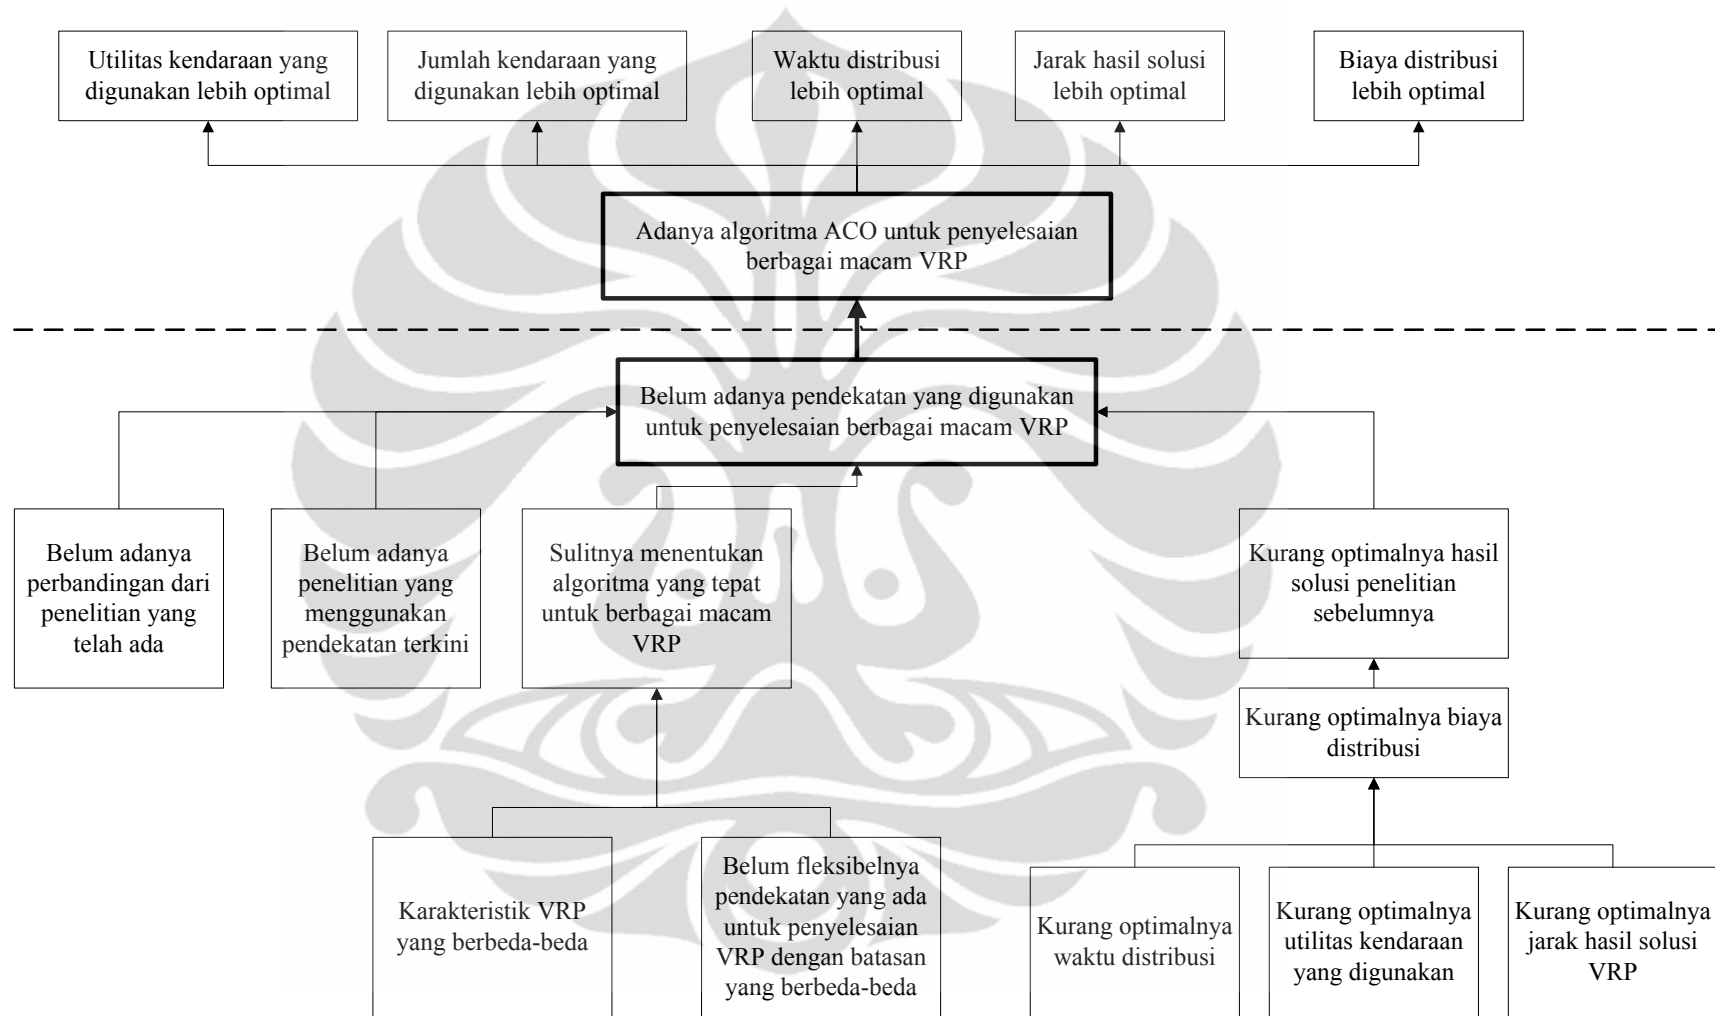 Utilitas kendaraan yang
digunakan lebih optimal
Jumlah kendaraan yang
digunakan lebih optimal
Waktu distribusi
lebih optimal
Jarak hasil solusi
lebih optimal
Biaya distribusi
lebih optimal
Adanya algoritma ACO untuk penyelesaian
berbagai macam VRP
Belum adanya pendekatan yang digunakan
untuk penyelesaian berbagai macam VRP
Belum adanya
perbandingan dari
penelitian yang
telah ada
Belum adanya
penelitian yang
menggunakan
pendekatan terkini
Sulitnya menentukan
algoritma yang tepat
untuk berbagai macam
VRP
Kurang optimalnya hasil
solusi penelitian
sebelumnya
Kurang optimalnya biaya
distribusi
Karakteristik VRP
yang berbeda-beda
Belum fleksibelnya
pendekatan yang ada
untuk penyelesaian
VRP dengan batasan
yang berbeda-beda
Kurang optimalnya
waktu distribusi
Kurang optimalnya
utilitas kendaraan
yang digunakan
Kurang optimalnya
jarak hasil solusi
VRP